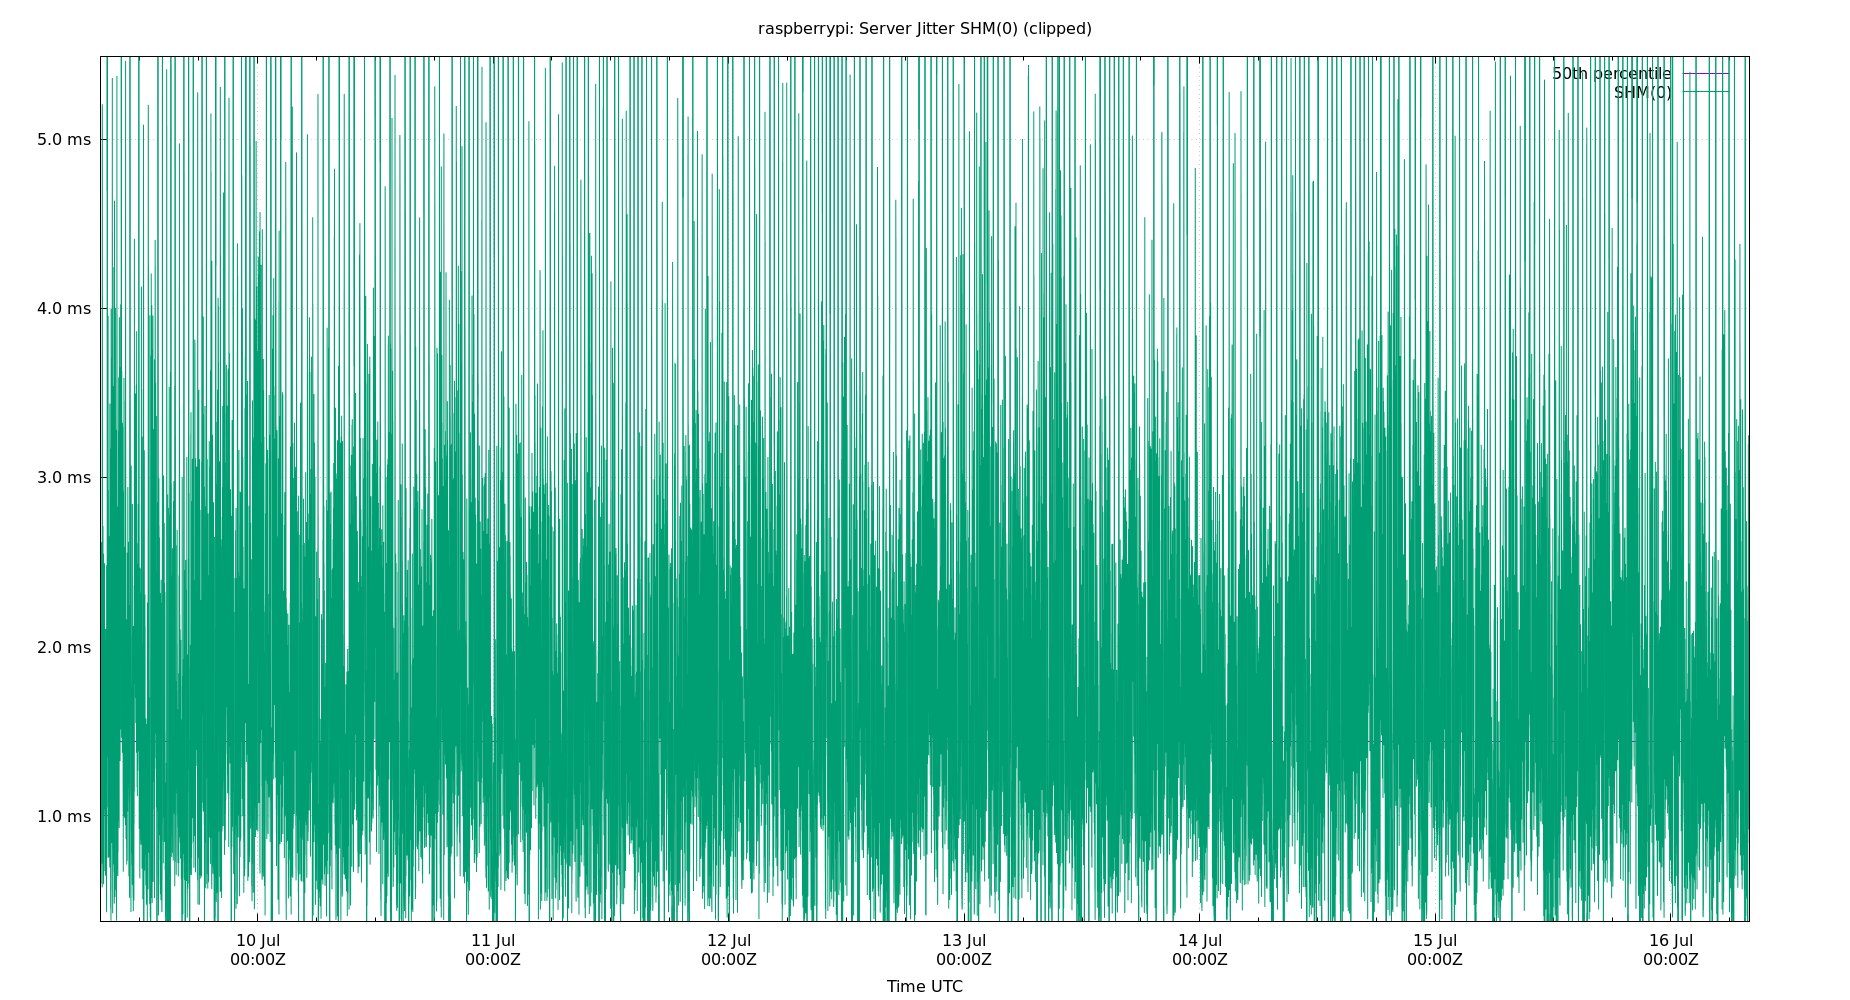 raspberrypi: Server Jitter SHM(0) (clipped)
50th percentile
SHM(0)
5.0 ms
4.0 ms
3.0 ms
2.0 ms
1.0 ms
10 Jul 11 Jul 12 Jul 13 Jul 14 Jul 15 Jul 16 Jul
00:00Z 00:00Z 00:00Z 00:00Z 00:00Z 00:00Z 00:00Z
Time UTC